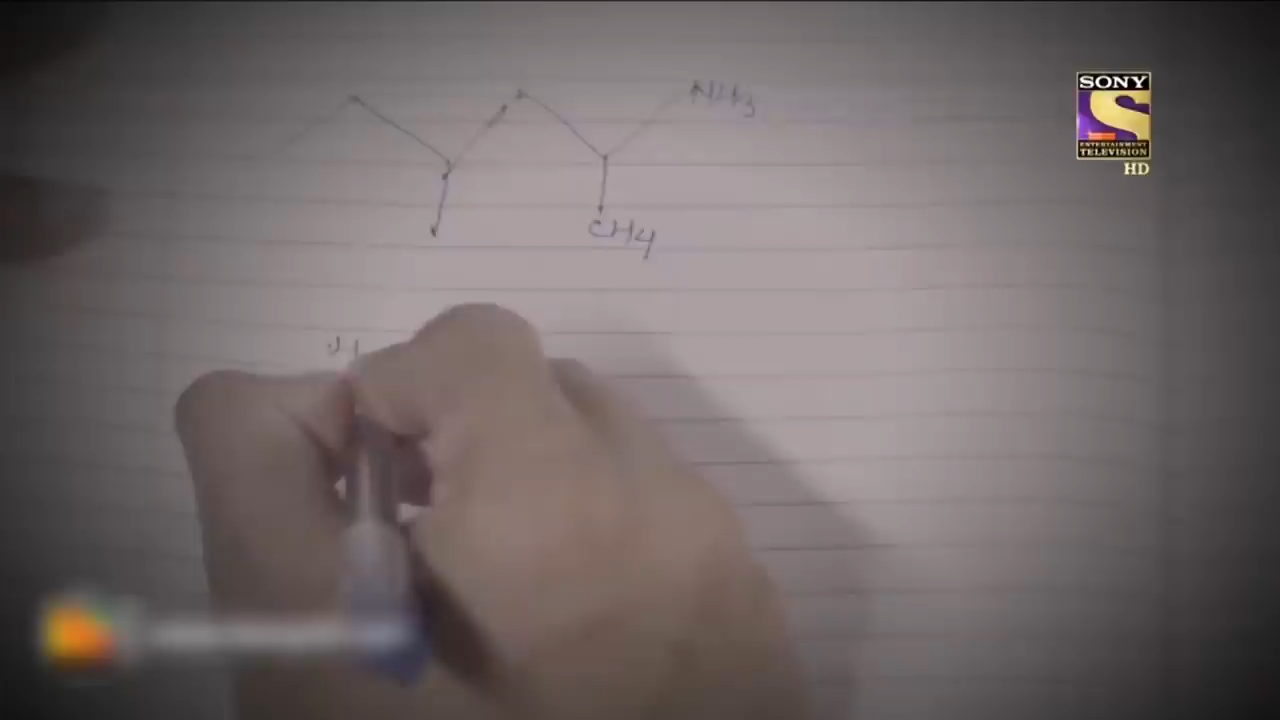 NH3
CH4
SONY
ENTERTAINMENT
TELEVISION
HD